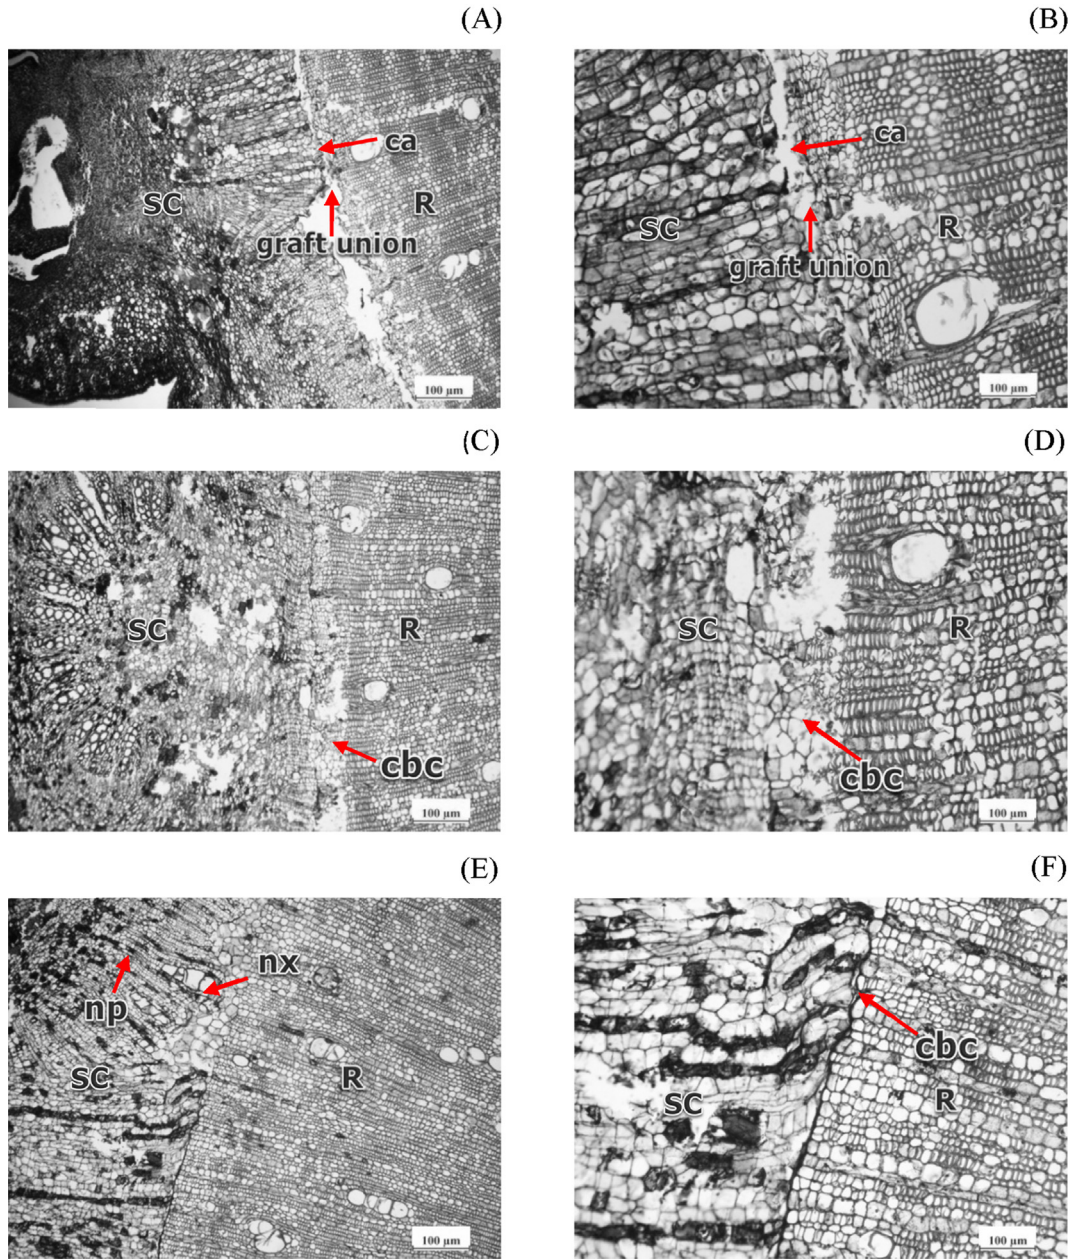 (A)
(B)
SC
ca
R
graft union
100 µm
SC
ca
R
graft union
100 µm
(C)
(D)
SC
R
cbc
100 µm
SC
R
cbc
100 µm
(E)
(F)
np
nx
SC
R
100 µm
cbc
SC
R
100 µm